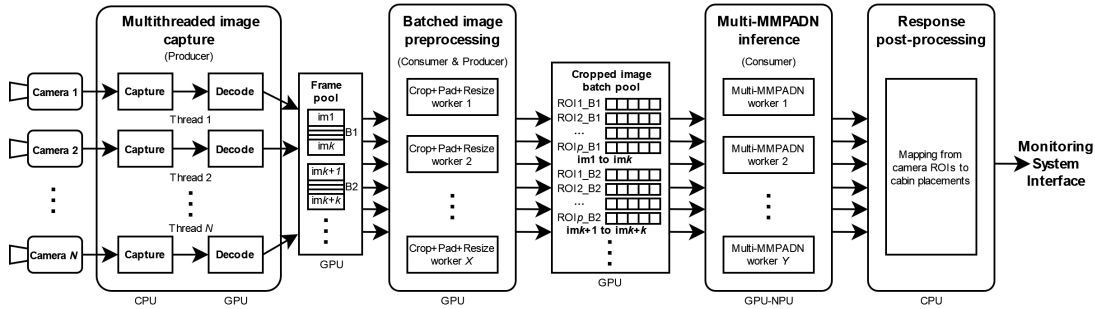 Multithreaded image
capture
(Producer)
Camera 1
Capture
Decode
Thread 1
Camera 2
Capture
Decode
Thread 2
Thread N
Camera N
Capture
Decode
CPU
GPU
Frame
pool
im1
B1
imk
imk+1
B2
imk+k
GPU
Batched image
preprocessing
(Consumer & Producer)
Crop+Pad+Resize
worker 1
Crop+Pad+Resize
worker 2
Crop+Pad+Resize
worker X
GPU
Cropped image
batch pool
ROI1_B1
ROI2_B1
...
ROIp_B1
im1 to imk
ROI1_B2
ROI2_B2
...
ROIp_B2
imk+1 to imk+k
GPU
Multi-MMPADN
inference
(Consumer)
Multi-MMPADN
worker 1
Multi-MMPADN
worker 2
Multi-MMPADN
worker Y
GPU-NPU
Response
post-processing
Mapping from
camera ROIs to
cabin placements
CPU
Monitoring
System
Interface